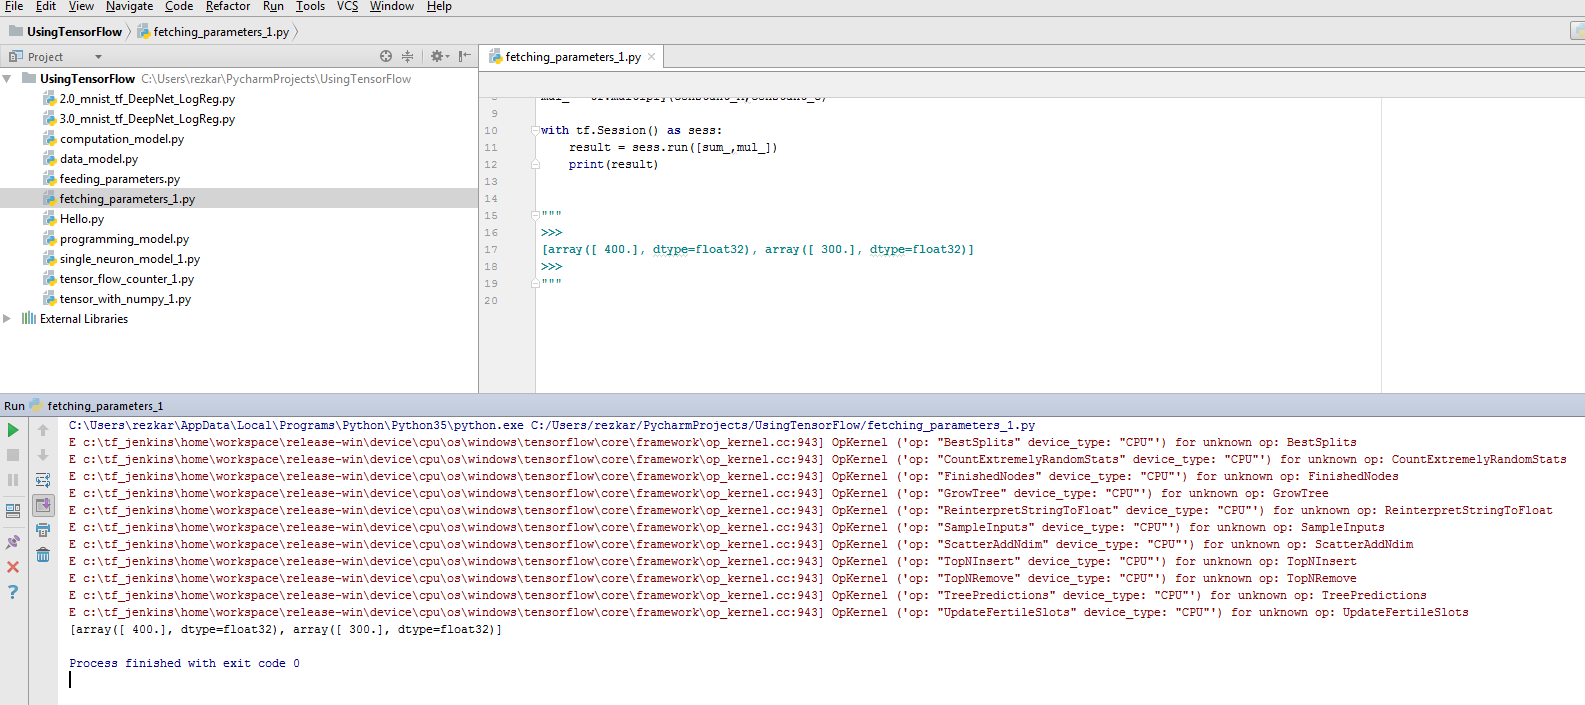 File Edit View Navigate Code Refactor Run Tools VCS Window Help
UsingTensorFlow fetching_parameters_1.py
Project
fetching_parameters_1.py
UsingTensorFlow C:\Users\rezkar\PycharmProjects\UsingTensorFlow
2.0_mnist_tf_DeepNet_LogReg.py
3.0_mnist_tf_DeepNet_LogReg.py
computation_model.py
data_model.py
feeding_parameters.py
fetching_parameters_1.py
Hello.py
programming_model.py
single_neuron_model_1.py
tensor_flow_counter_1.py
tensor_with_numpy_1.py
External Libraries
9
10 with tf.Session() as sess:
11 result = sess.run([sum_,mul_])
12 print(result)
13
14
15 """
16 >>>
17 [array([ 400.], dtype=float32), array([ 300.], dtype=float32)]
18 >>>
19 """
20
Run fetching_parameters_1
C:\Users\rezkar\AppData\Local\Programs\Python\Python35\python.exe C:/Users/rezkar/PycharmProjects/UsingTensorFlow/fetching_parameters_1.py
E c:\tf_jenkins\home\workspace\release-win\device\cpu\os\windows\tensorflow\core\framework\op_kernel.cc:943] OpKernel ('op: "BestSplits" device_type: "CPU"') for unknown op: BestSplits
E c:\tf_jenkins\home\workspace\release-win\device\cpu\os\windows\tensorflow\core\framework\op_kernel.cc:943] OpKernel ('op: "CountExtremelyRandomStats" device_type: "CPU"') for unknown op: CountExtremelyRandomStats
E c:\tf_jenkins\home\workspace\release-win\device\cpu\os\windows\tensorflow\core\framework\op_kernel.cc:943] OpKernel ('op: "FinishedNodes" device_type: "CPU"') for unknown op: FinishedNodes
E c:\tf_jenkins\home\workspace\release-win\device\cpu\os\windows\tensorflow\core\framework\op_kernel.cc:943] OpKernel ('op: "GrowTree" device_type: "CPU"') for unknown op: GrowTree
E c:\tf_jenkins\home\workspace\release-win\device\cpu\os\windows\tensorflow\core\framework\op_kernel.cc:943] OpKernel ('op: "ReinterpretStringToFloat" device_type: "CPU"') for unknown op: ReinterpretStringToFloat
E c:\tf_jenkins\home\workspace\release-win\device\cpu\os\windows\tensorflow\core\framework\op_kernel.cc:943] OpKernel ('op: "SampleInputs" device_type: "CPU"') for unknown op: SampleInputs
E c:\tf_jenkins\home\workspace\release-win\device\cpu\os\windows\tensorflow\core\framework\op_kernel.cc:943] OpKernel ('op: "ScatterAddNdim" device_type: "CPU"') for unknown op: ScatterAddNdim
E c:\tf_jenkins\home\workspace\release-win\device\cpu\os\windows\tensorflow\core\framework\op_kernel.cc:943] OpKernel ('op: "TopNInsert" device_type: "CPU"') for unknown op: TopNInsert
E c:\tf_jenkins\home\workspace\release-win\device\cpu\os\windows\tensorflow\core\framework\op_kernel.cc:943] OpKernel ('op: "TopNRemove" device_type: "CPU"') for unknown op: TopNRemove
E c:\tf_jenkins\home\workspace\release-win\device\cpu\os\windows\tensorflow\core\framework\op_kernel.cc:943] OpKernel ('op: "TreePredictions" device_type: "CPU"') for unknown op: TreePredictions
E c:\tf_jenkins\home\workspace\release-win\device\cpu\os\windows\tensorflow\core\framework\op_kernel.cc:943] OpKernel ('op: "UpdateFertileSlots" device_type: "CPU"') for unknown op: UpdateFertileSlots
[array([ 400.], dtype=float32), array([ 300.], dtype=float32)]
Process finished with exit code 0